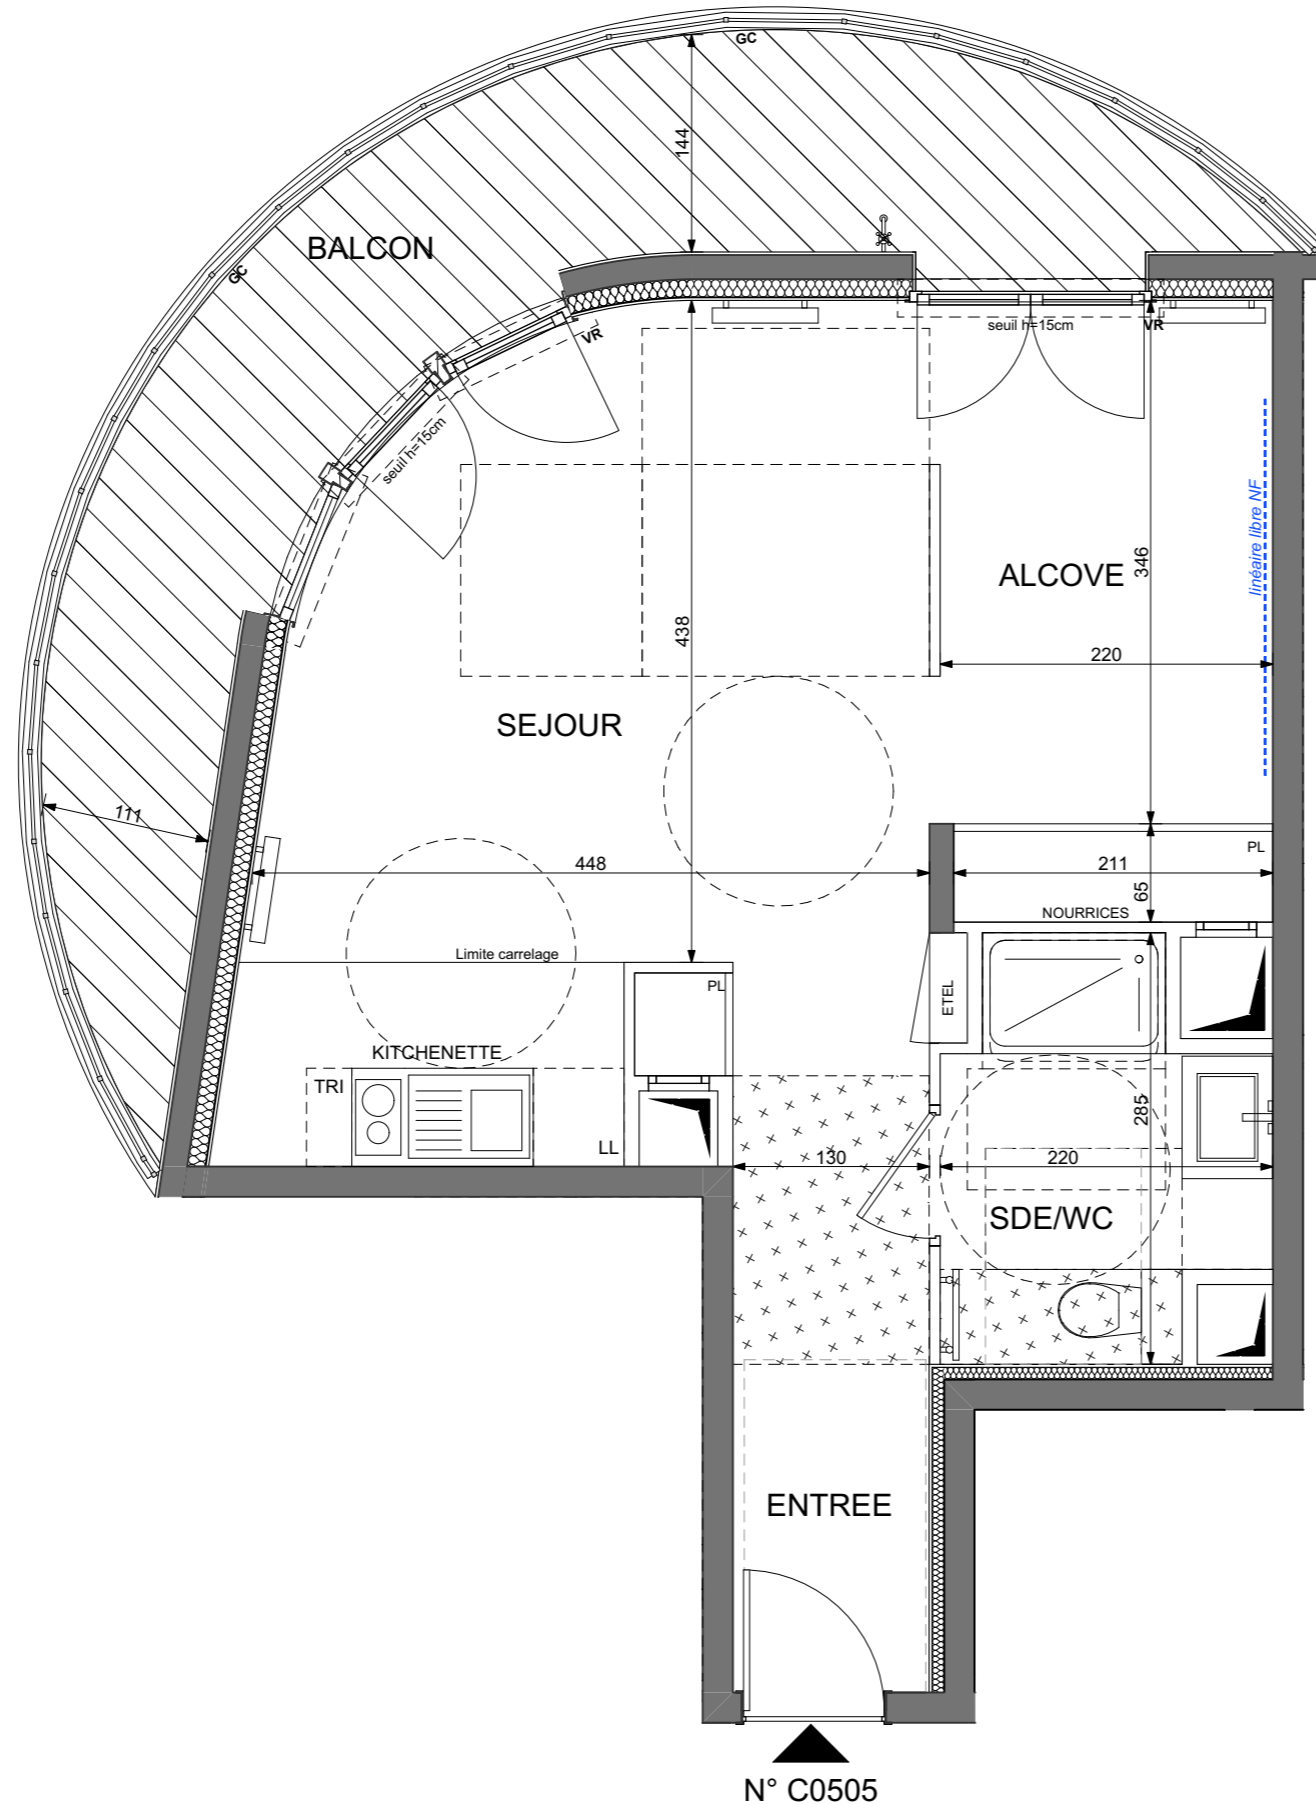 GC
144
BALCON
GC
VR
seuil h=15cm
VR
seuil h=15cm
linéaire libre NF
ALCOVE
346
438
220
SEJOUR
111
448
211
PL
65
NOURRICES
Limite carrelage
PL
ETEL
KITCHENETTE
TRI
285
LL
130
220
SDE/WC
ENTREE
N° C0505